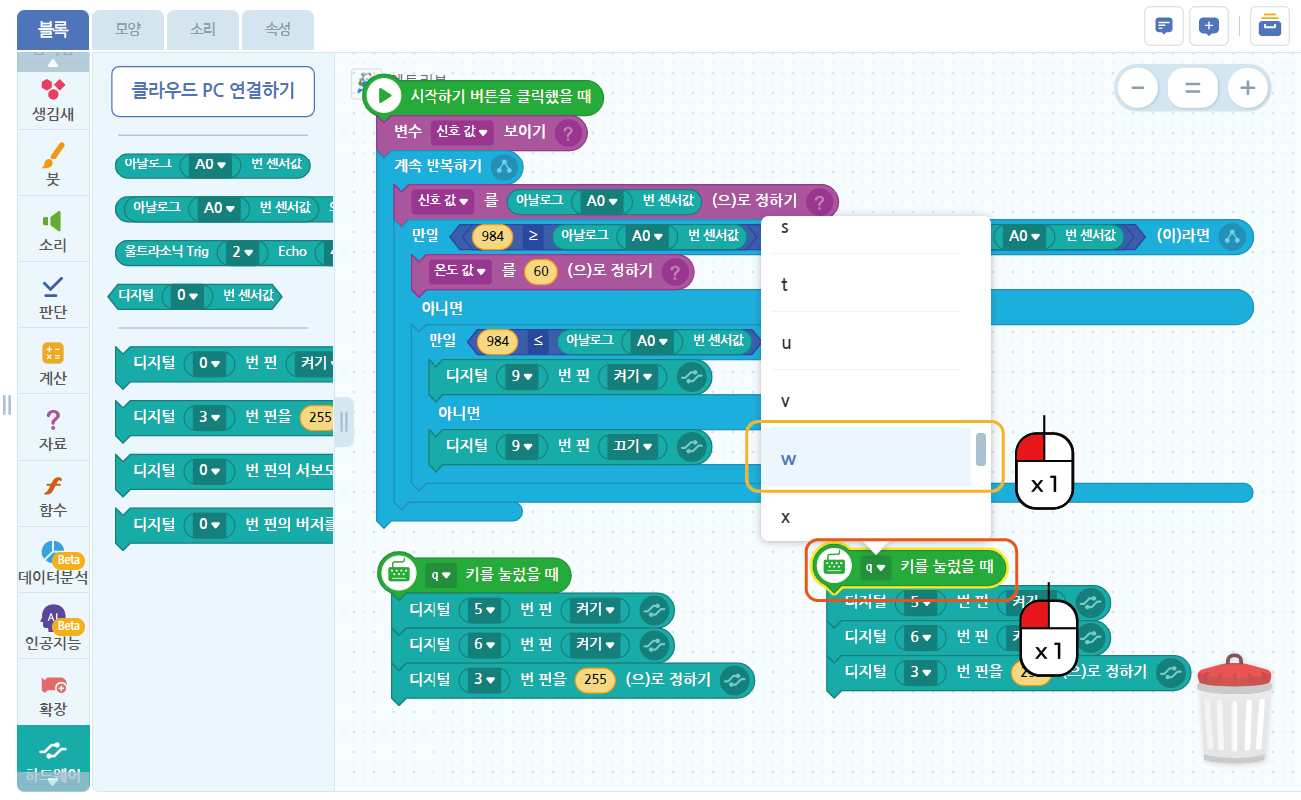 블록 모양 소리 속성
생김새
붓
소리
판단
계산
자료
함수
Beta
데이터분석
AI
Beta
인공지능
확장
하드웨어
클라우드 PC 연결하기
아날로그 A0 번 센서값
아날로그 A0 번 센서값
울트라소닉 Trig 2 Echo
디지털 0 번 센서값
디지털 0 번 핀 켜기
디지털 3 번 핀을 255
디지털 0 번 핀의 서보모
디지털 0 번 핀의 버저를
시작하기 버튼을 클릭했을 때
변수 신호 값 보이기 ?
계속 반복하기
신호 값 를 아날로그 A0 번 센서값 (으)로 정하기 ?
만일 984 ≥ 아날로그 A0 번 센서값 A0 번 센서값 (이)라면
온도 값 를 60 (으)로 정하기 ?
아니면
만일 984 ≤ 아날로그 A0 번 센서값
디지털 9 번 핀 켜기
아니면
디지털 9 번 핀 끄기
s
t
u
v
w
x
x 1
q 키를 눌렀을 때
디지털 5 번 핀 켜기
디지털 6 번 핀 켜기
디지털 3 번 핀을 255 (으)로 정하기
q 키를 눌렀을 때
디지털 5 번 핀 켜기
디지털 6 번 핀
디지털 3 번 핀을 (으)로 정하기
x 1